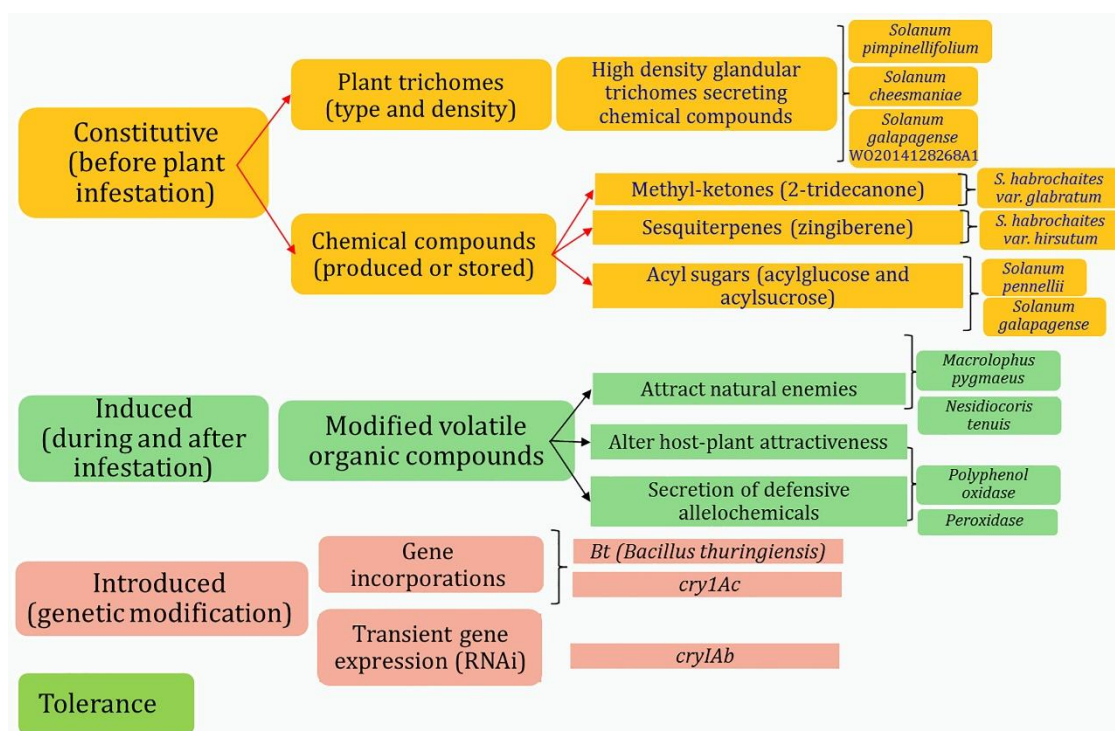 Constitutive
(before plant
infestation)
Plant trichomes
(type and density)
High density glandular
trichomes secreting
chemical compounds
Solanum
pimpinellifolium
Solanum
cheesmaniae
Solanum
galapagense
WO2014128268A1
Chemical compounds
(produced or stored)
Methyl-ketones (2-tridecanone)
S. habrochaites
var. glabratum
Sesquiterpenes (zingiberene)
S. habrochaites
var. hirsutum
Acyl sugars (acylglucose and
acylsucrose)
Solanum
pennellii
Solanum
galapagense
Induced
(during and after
infestation)
Modified volatile
organic compounds
Attract natural enemies
Macrolophus
pygmaeus
Nesidiocoris
tenuis
Alter host-plant attractiveness
Secretion of defensive
allelochemicals
Polyphenol
oxidase
Peroxidase
Introduced
(genetic modification)
Gene
incorporations
Bt (Bacillus thuringiensis)
cry1Ac
Transient gene
expression (RNAi)
cryIAb
Tolerance